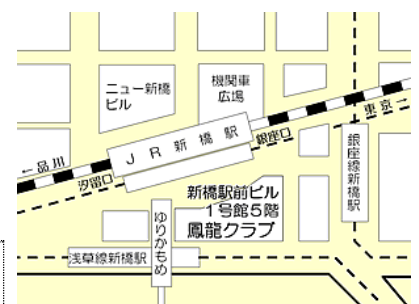 ニュー新橋
ビル
機関車
広場
東京→
JR新橋駅
銀座口
←品川
汐留口
銀座線新橋駅
新橋駅前ビル
1号館5階
鳳龍クラブ
ゆりかもめ
浅草線新橋駅